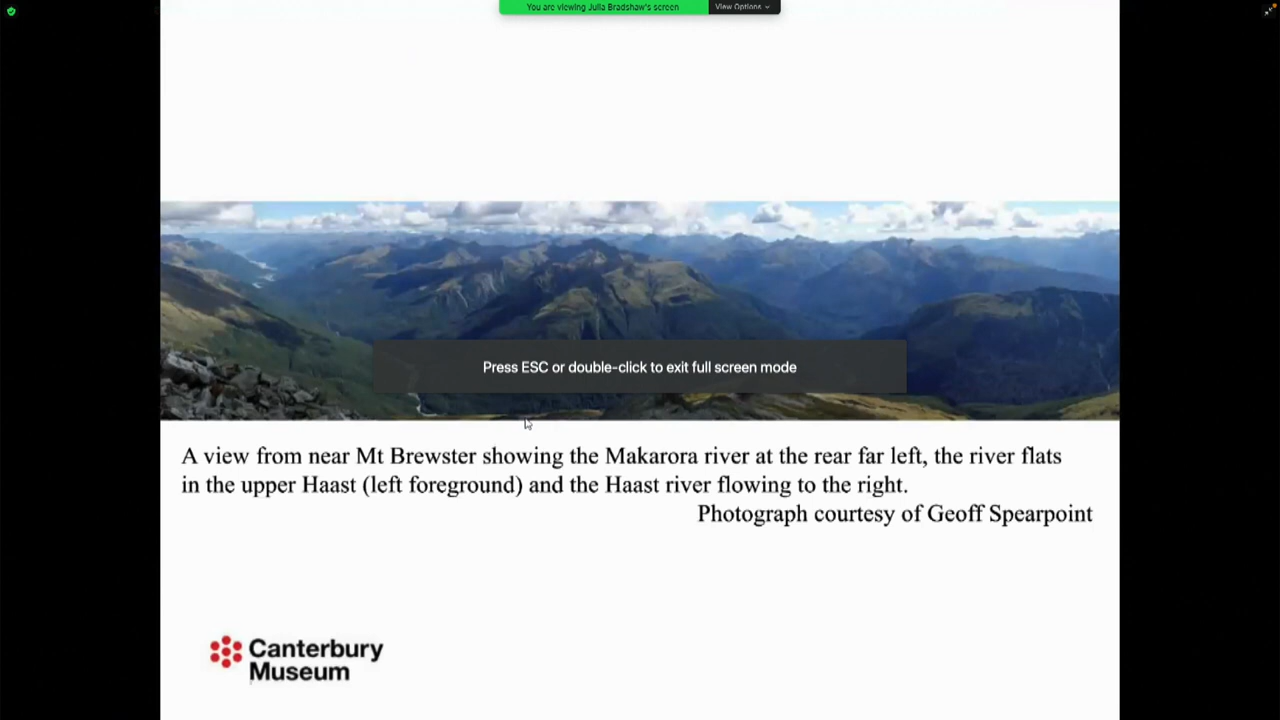 You are viewing Julia Bradshaw's screen
View Options
Press ESC or double-click to exit full screen mode
A view from near Mt Brewster showing the Makarora river at the rear far left, the river flats
in the upper Haast (left foreground) and the Haast river flowing to the right.
Photograph courtesy of Geoff Spearpoint
Canterbury
Museum